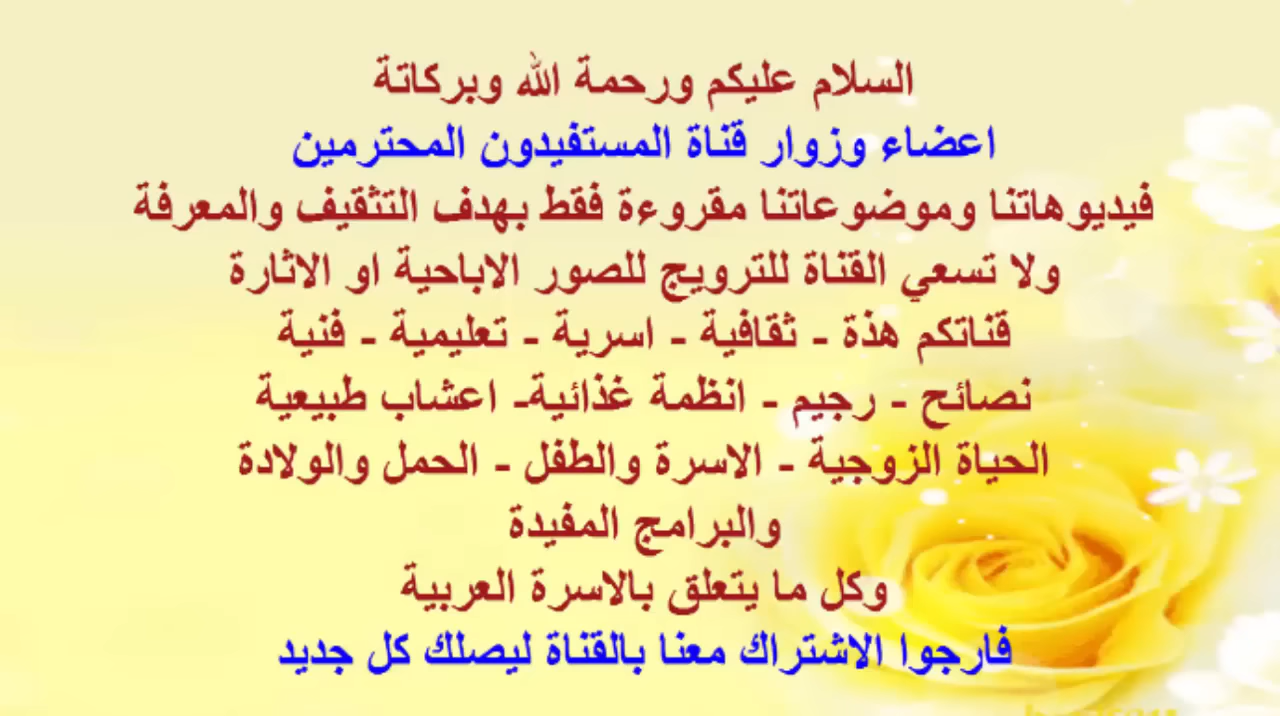 السلام عليكم ورحمة الله وبركاتة
اعضاء وزوار قناة المستفيدون المحترمين
فيديوهاتنا وموضوعاتنا مقروءة فقط بهدف التثقيف والمعرفة
ولا تسعي القناة للترويج للصور الاباحية او الاثارة
قناتكم هذة - ثقافية - اسرية - تعليمية - فنية
نصائح - رجيم - انظمة غذائية- اعشاب طبيعية
الحياة الزوجية - الاسرة والطفل - الحمل والولادة
والبرامج المفيدة
وكل ما يتعلق بالاسرة العربية
فارجوا الاشتراك معنا بالقناة ليصلك كل جديد